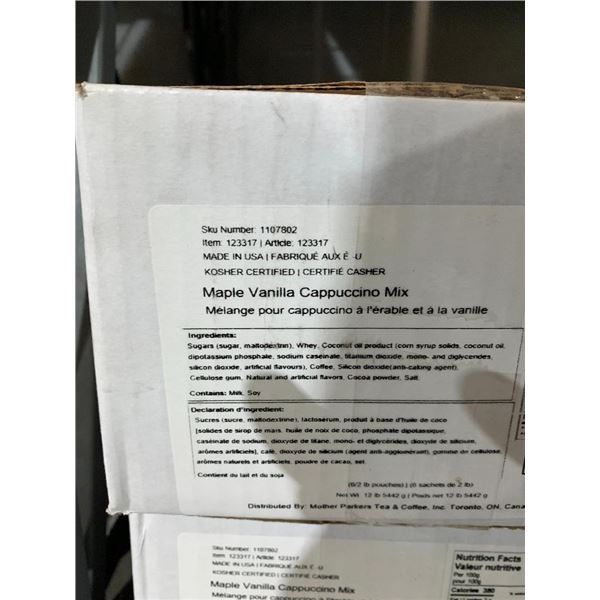 Sku Number: 1107802
Item: 123317 | Article: 123317
MADE IN USA | FABRIQUÉ AUX É -U
KOSHER CERTIFIED | CERTIFIÉ CASHER
Maple Vanilla Cappuccino Mix
Mélange pour cappuccino à l'érable et à la vanille
Ingredients:
Sugars (sugar, maltodextrin), Whey, Coconut oil product (corn syrup solids, coconut oil,
dipotassium phosphate, sodium caseinate, titanium dioxide, mono- and diglycerides,
silicon dioxide, artificial flavours), Coffee, Silicon dioxide(anti-caking agent),
Cellulose gum, Natural and artificial flavors, Cocoa powder, Salt.
Contains: Milk, Soy
Déclaration d'ingredient:
Sucres (sucre, maltodextrine), lactosérum, produit à base d'huile de coco
[solides de sirop de maïs, huile de noix de coco, phosphate dipotassique,
caséinate de sodium, dioxyde de titane, mono- et diglycérides, dioxyde de silicium,
arômes artificiels], café, dioxyde de silicium (agent anti-agglomérant), gomme de cellulose,
arômes naturels et artificiels, poudre de cacao, sel.
Contient du lait et du soja
(6/2 lb pouches) | (6 sachets de 2 lb)
Net Wt. 12 lb 5442 g | Poids net 12 lb 5442 g
Distributed By: Mother Parkers Tea & Coffee, Inc. Toronto, ON, Cana
Sku Number: 1107802
Item: 123317 | Article: 123317
MADE IN USA | FABRIQUÉ AUX É -U
KOSHER CERTIFIED | CERTIFIÉ CASHER
Maple Vanilla Cappuccino Mix
Nutrition Facts
Valeur nutritive
Per 100g
pour 100g
Calories 380